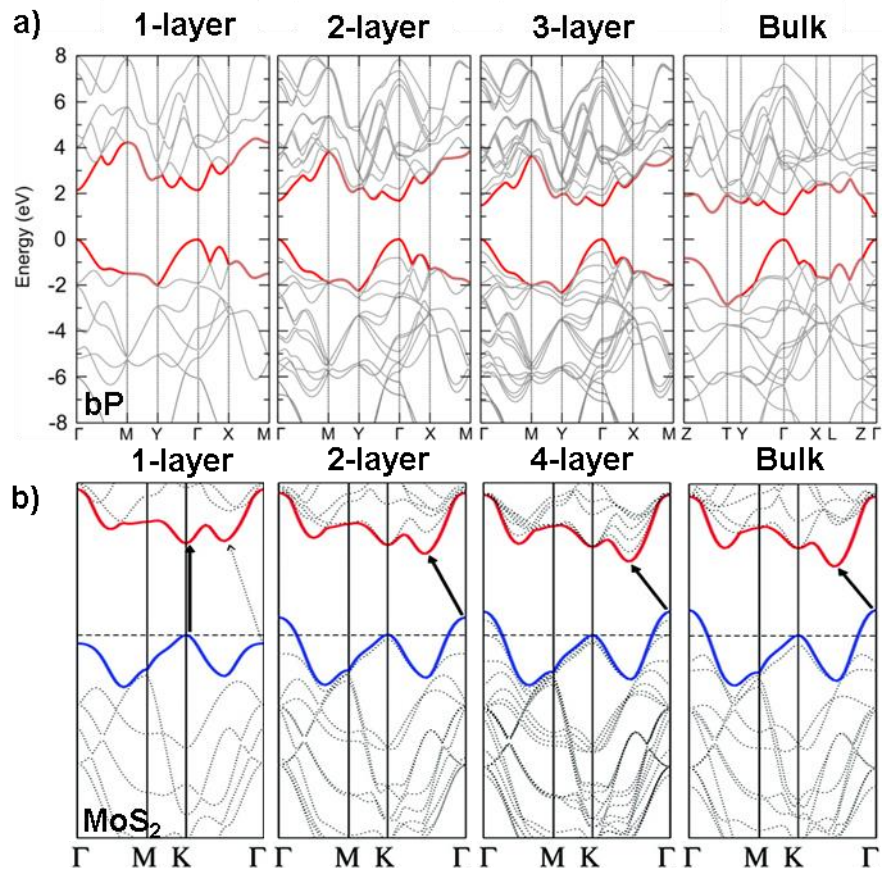 a) 1-layer 2-layer 3-layer Bulk
8
6
4
2
0
-2
-4
-6
-8
Energy (eV)
bP
Γ M Y Γ X M Γ M Y Γ X M Γ M Y Γ X M Z T Y Γ X L Z Γ
b) 1-layer 2-layer 4-layer Bulk
MoS₂
Γ M K Γ Γ M K Γ Γ M K Γ Γ M K Γ